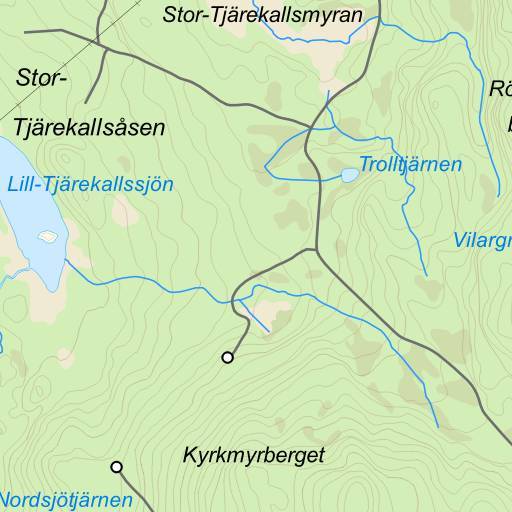 Stor-Tjärekallsmyran
Stor-
Tjärekallsåsen
Trolltjärnen
Lill-Tjärekallssjön
Kyrkmyrberget
Nordsjötjärnen